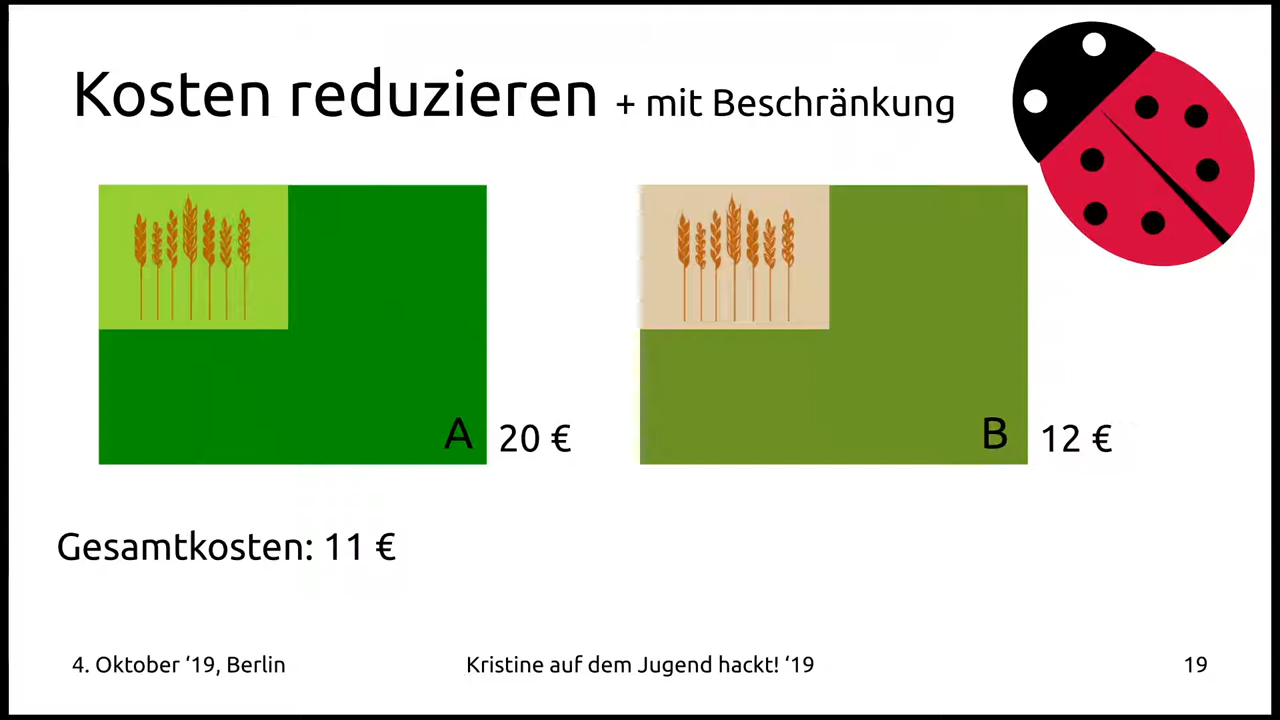 Kosten reduzieren + mit Beschränkung
A 20 €
B 12 €
Gesamtkosten: 11 €
4. Oktober ‘19, Berlin
Kristine auf dem Jugend hackt! ‘19
19